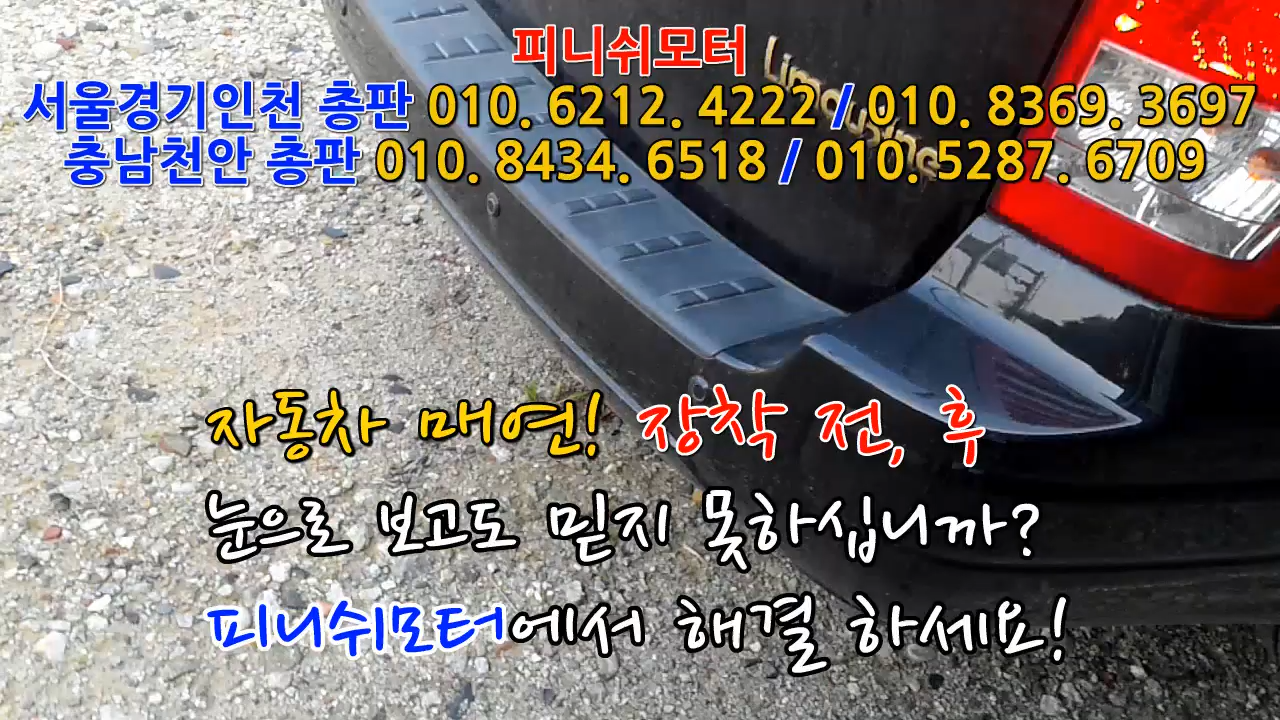 피니쉬모터
Limousine
서울경기인천 총판 010. 6212. 4222 / 010. 8369. 3697
충남천안 총판 010. 8434. 6518 / 010. 5287. 6709
자동차 매연! 장착 전, 후
눈으로 보고도 믿지 못하십니까?
피니쉬모터에서 해결 하세요!